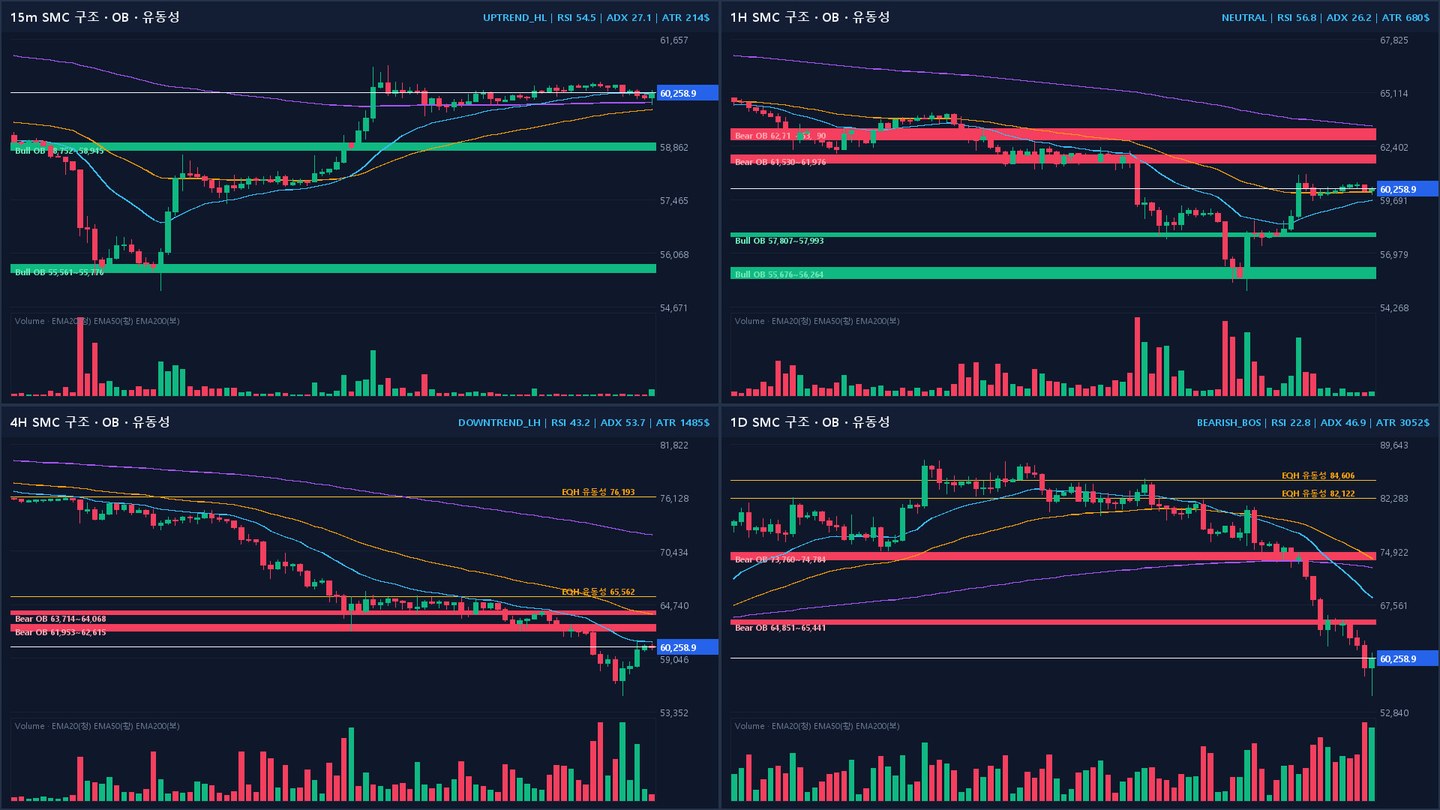 15m SMC 구조 · OB · 유동성
UPTREND_HL | RSI 54.5 | ADX 27.1 | ATR 214$
61,657
60,258.9
58,862
57,465
56,068
54,671
Bull OB 58,752~58,945
Bull OB 55,561~55,776
Volume · EMA20(청) EMA50(황) EMA200(보)
1H SMC 구조 · OB · 유동성
NEUTRAL | RSI 56.8 | ADX 26.2 | ATR 680$
67,825
65,114
62,402
60,258.9
59,691
56,979
54,268
Bear OB
Bear OB 61,530~61,976
Bull OB 57,807~57,993
Bull OB 55,676~56,264
Volume · EMA20(청) EMA50(황) EMA200(보)
4H SMC 구조 · OB · 유동성
DOWNTREND_LH | RSI 43.2 | ADX 53.7 | ATR 1485$
81,822
76,128
70,434
64,740
60,258.9
59,046
53,352
EQH 유동성 76,193
EQH 유동성 65,562
Bear OB 63,714~64,068
Bear OB 61,953~62,615
Volume · EMA20(청) EMA50(황) EMA200(보)
1D SMC 구조 · OB · 유동성
BEARISH_BOS | RSI 22.8 | ADX 46.9 | ATR 3052$
89,643
82,283
74,922
67,561
60,258.9
52,840
EQH 유동성 84,606
EQH 유동성 82,122
Bear OB 73,760~74,784
Bear OB 64,851~65,441
Volume · EMA20(청) EMA50(황) EMA200(보)